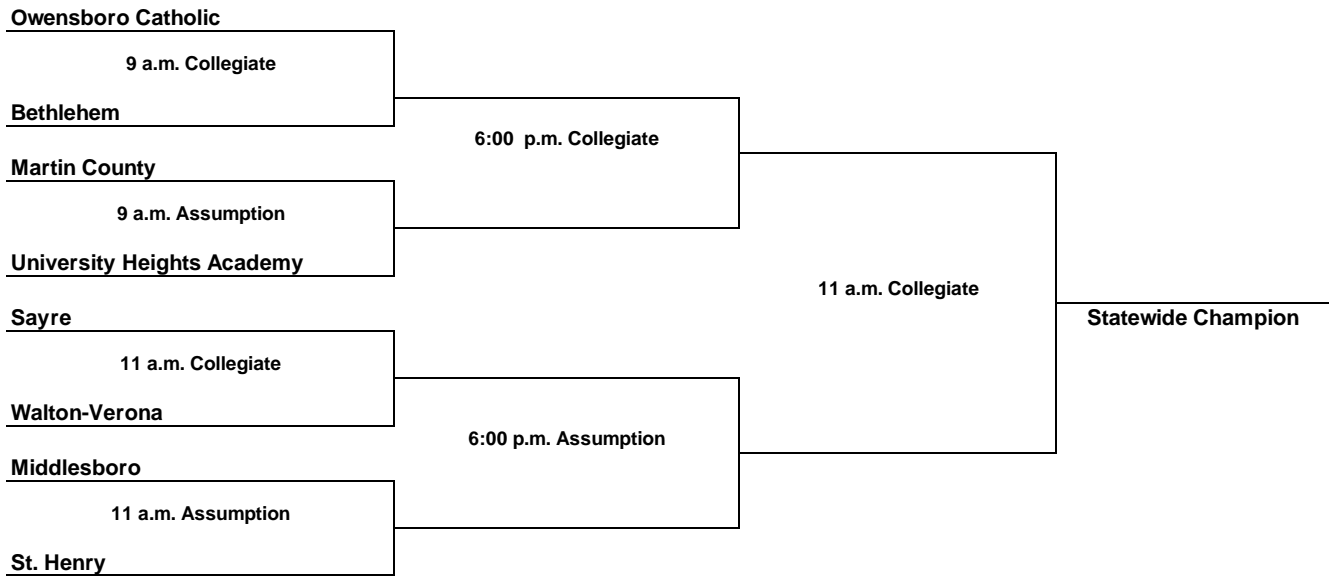 Owensboro Catholic
9 a.m. Collegiate
Bethlehem
6:00  p.m. Collegiate
Martin County
9 a.m. Assumption
University Heights Academy
11 a.m. Collegiate
Sayre
Statewide Champion
11 a.m. Collegiate
Walton-Verona
6:00 p.m. Assumption
Middlesboro
11 a.m. Assumption
St. Henry